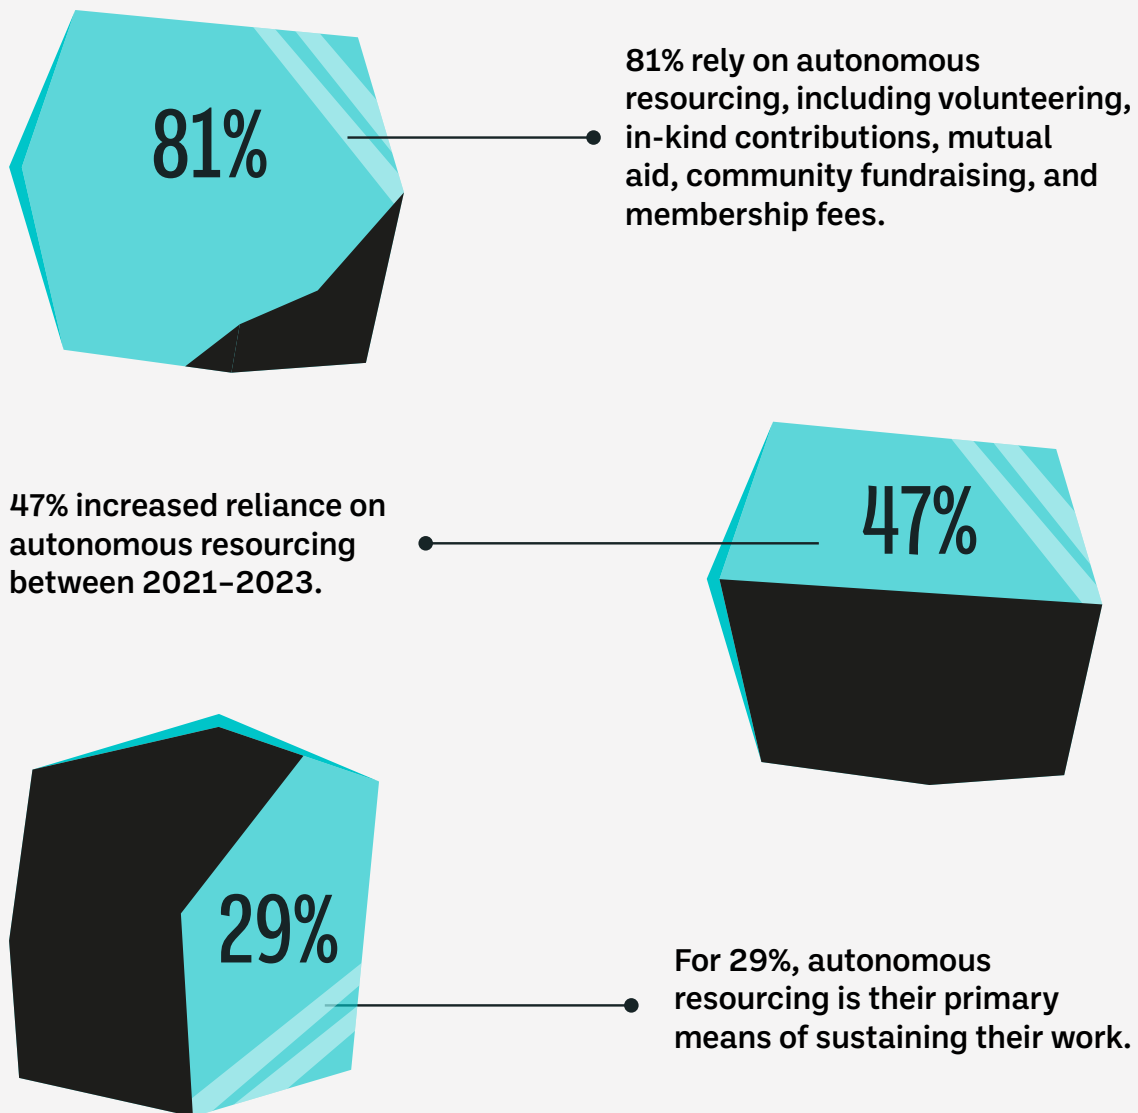 81%
81% rely on autonomous
resourcing, including volunteering,
in-kind contributions, mutual
aid, community fundraising, and
membership fees.
47% increased reliance on
autonomous resourcing
between 2021–2023.
47%
29%
For 29%, autonomous
resourcing is their primary
means of sustaining their work.